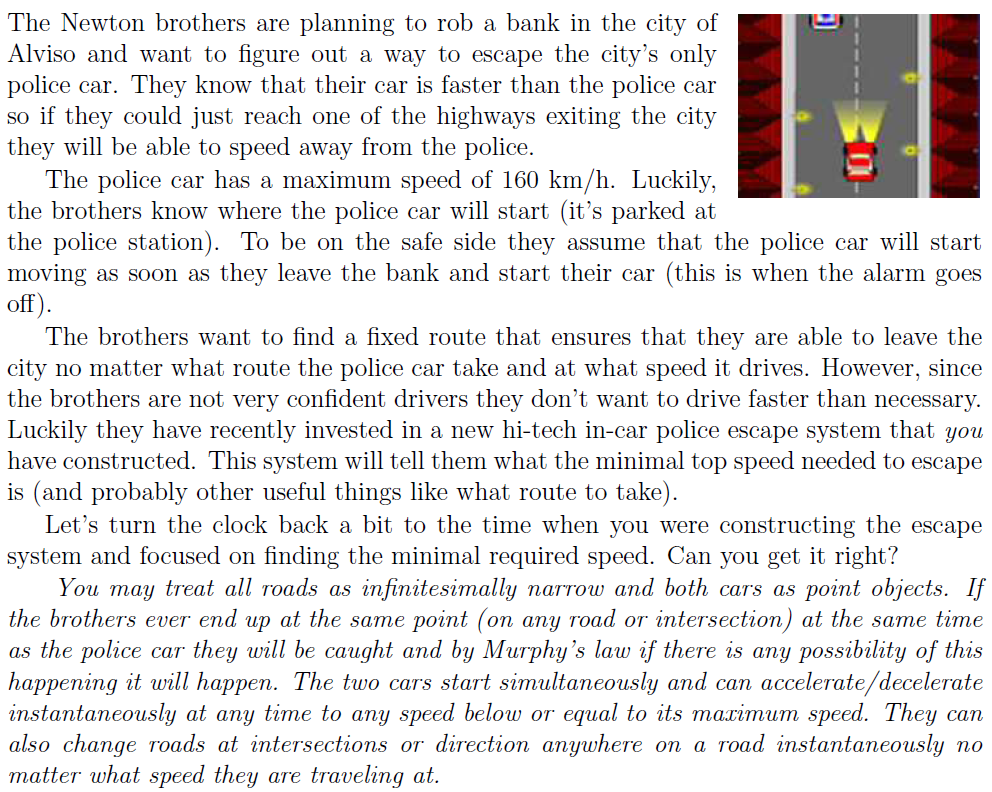 The Newton brothers are planning to rob a bank in the city of
Alviso and want to figure out a way to escape the city's only
police car. They know that their car is faster than the police car
so if they could just reach one of the highways exiting the city
they will be able to speed away from the police.
The police car has a maximum speed of 160 km/h. Luckily,
the brothers know where the police car will start (it's parked at
the police station). To be on the safe side they assume that the police car will start
moving as soon as they leave the bank and start their car (this is when the alarm goes
off).
The brothers want to find a fixed route that ensures that they are able to leave the
city no matter what route the police car take and at what speed it drives. However, since
the brothers are not very confident drivers they don't want to drive faster than necessary.
Luckily they have recently invested in a new hi-tech in-car police escape system that you
have constructed. This system will tell them what the minimal top speed needed to escape
is (and probably other useful things like what route to take).
Let's turn the clock back a bit to the time when you were constructing the escape
system and focused on finding the minimal required speed. Can you get it right?
You may treat all roads as infinitesimally narrow and both cars as point objects. If
the brothers ever end up at the same point (on any road or intersection) at the same time
as the police car they will be caught and by Murphy's law if there is any possibility of this
happening it will happen. The two cars start simultaneously and can accelerate/decelerate
instantaneously at any time to any speed below or equal to its maximum speed. They can
also change roads at intersections or direction anywhere on a road instantaneously no
matter what speed they are traveling at.